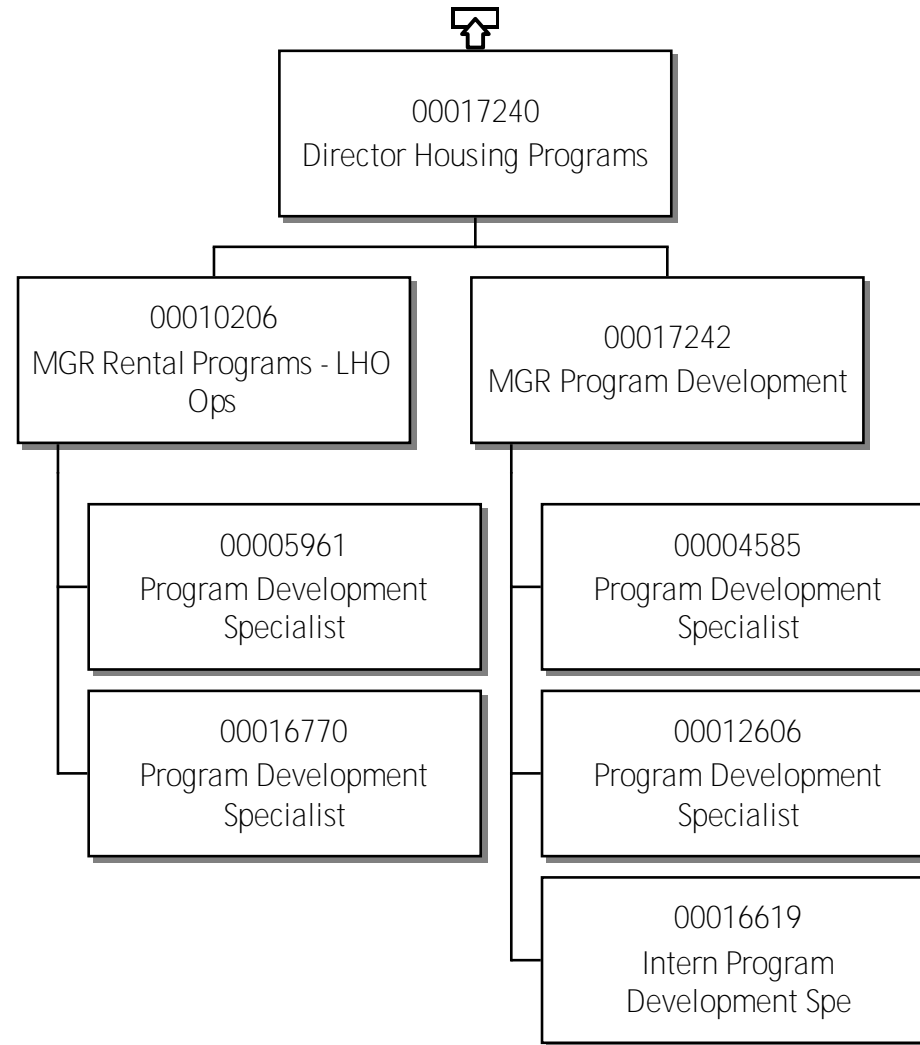 00017240
Director Housing Programs
00010206
MGR Rental Programs - LHO
Ops
00017242
MGR Program Development
00005961
Program Development
Specialist
00016770
Program Development
Specialist
00004585
Program Development
Specialist
00012606
Program Development
Specialist
00016619
Intern Program
Development Spe